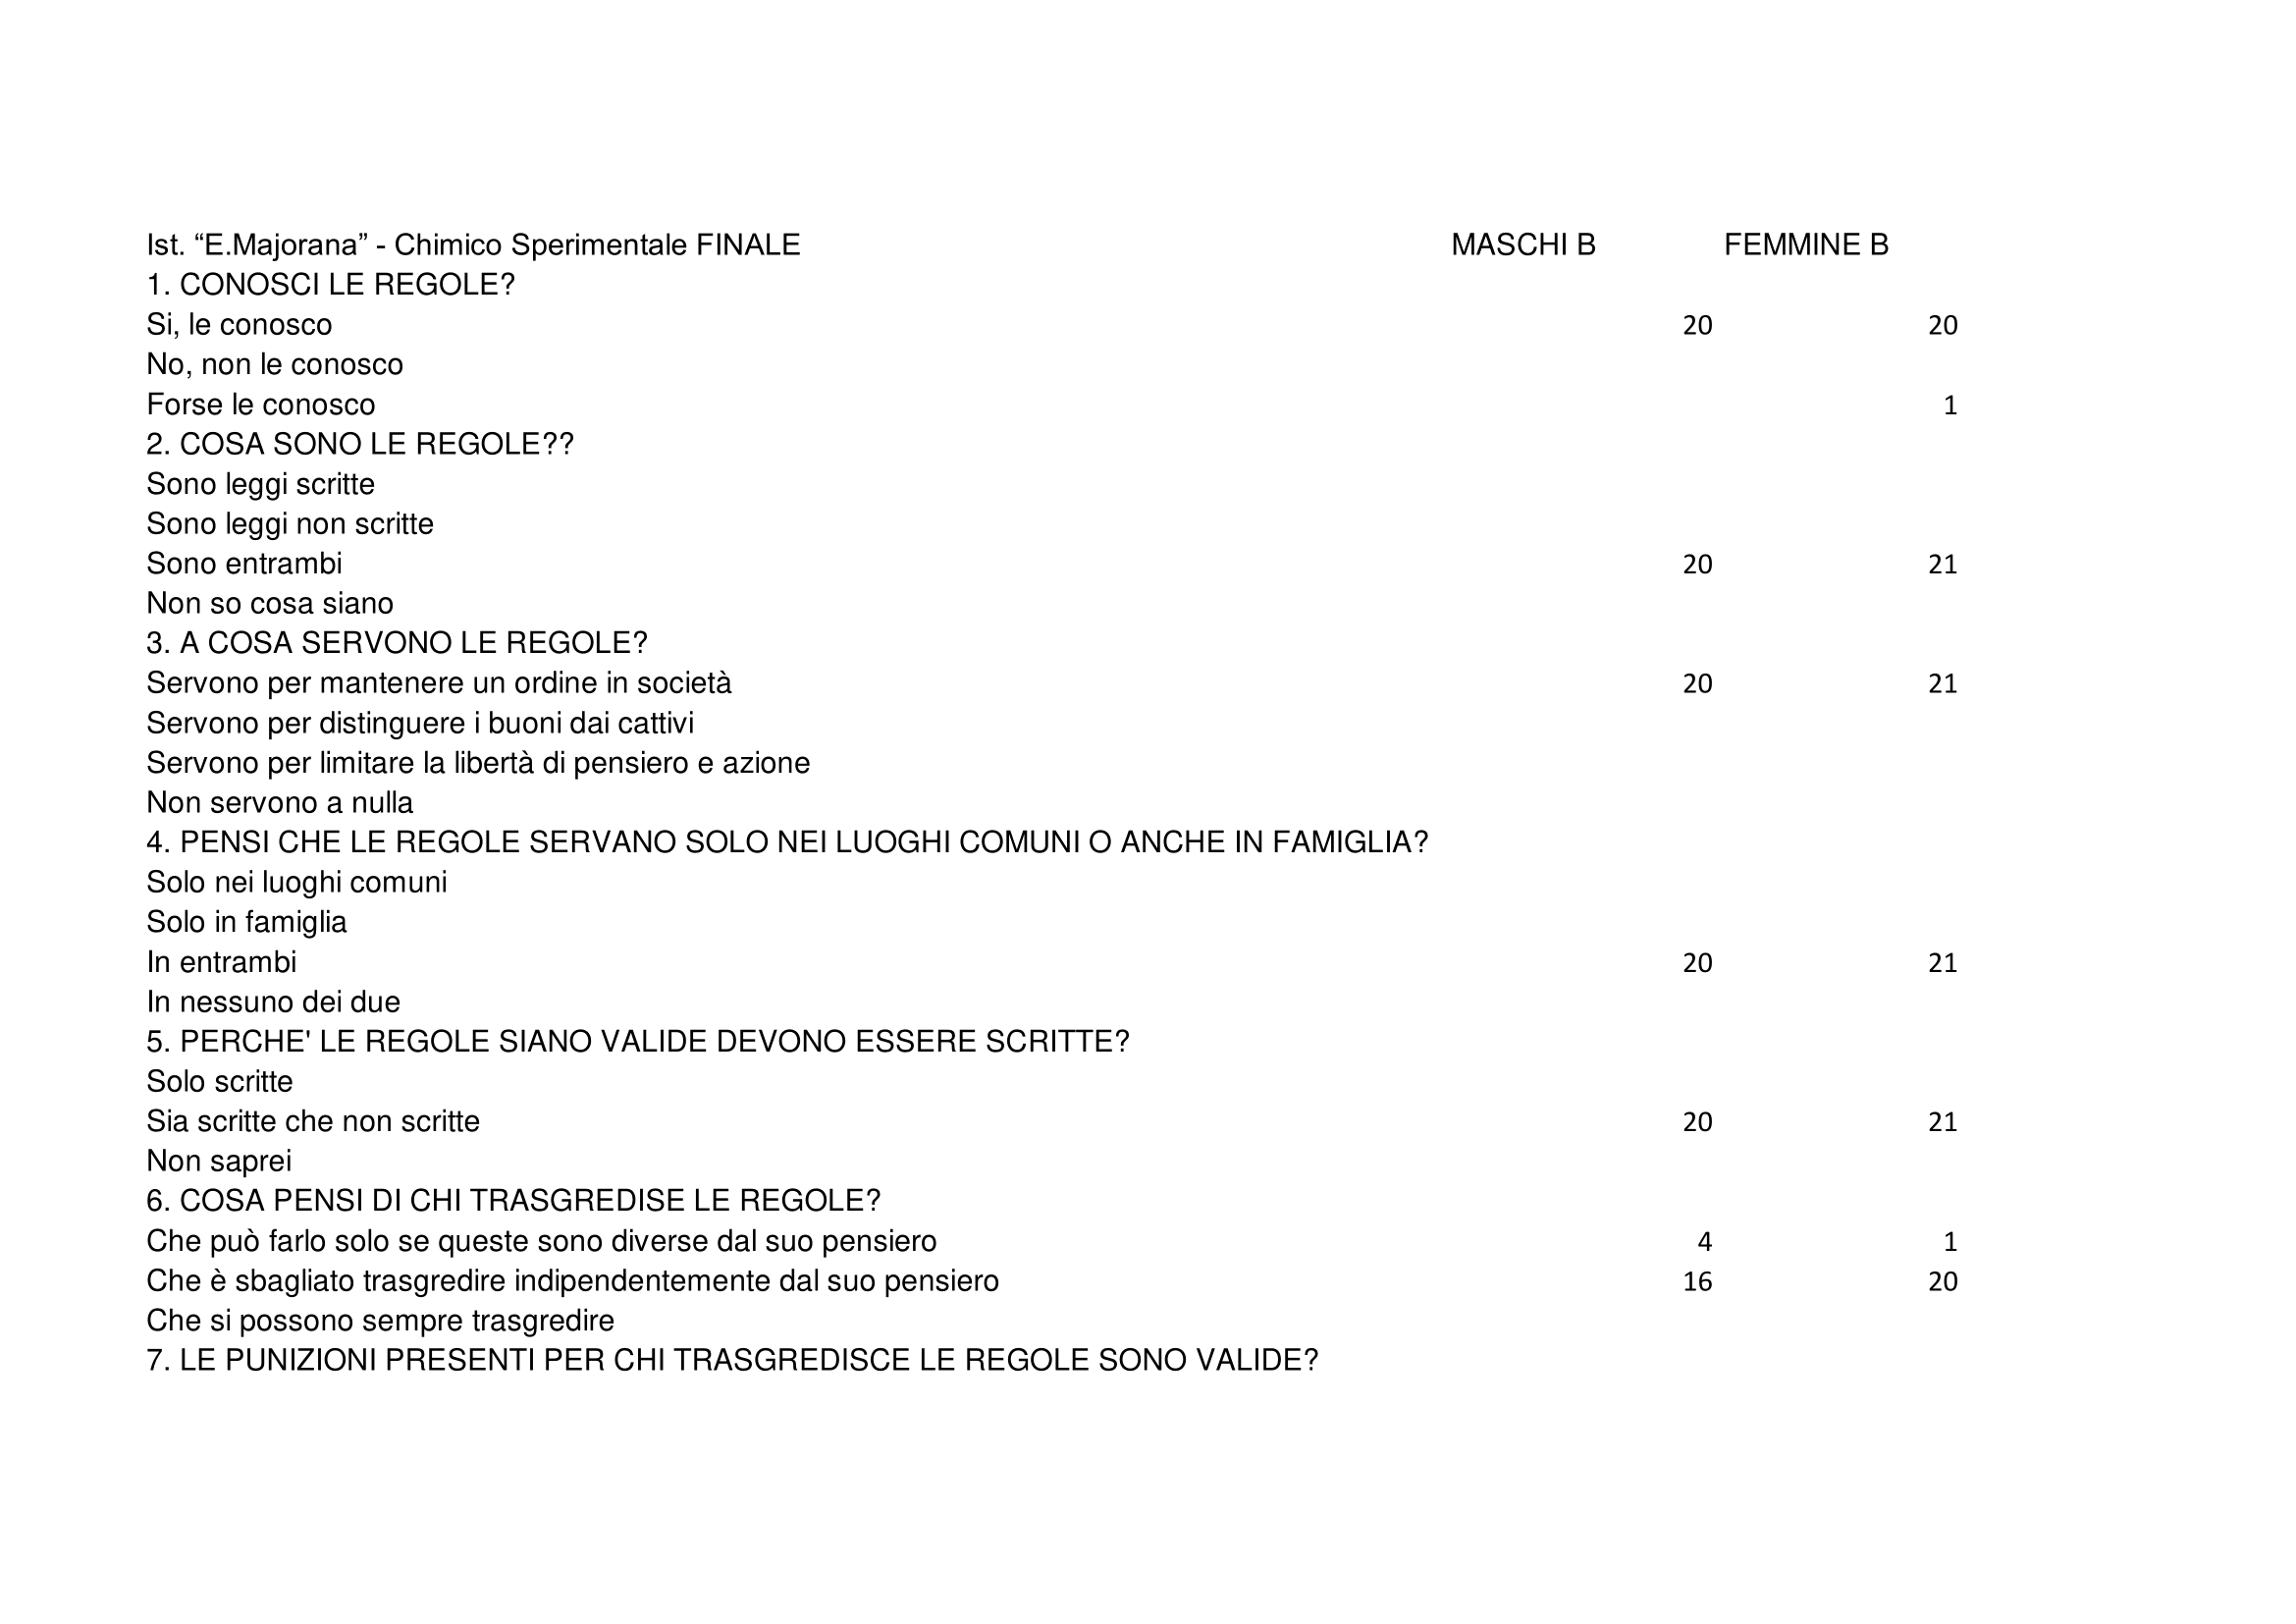 Ist. “E.Majorana” - Chimico Sperimentale FINALE MASCHI B FEMMINE B
1. CONOSCI LE REGOLE?
Si, le conosco 20 20
No, non le conosco
Forse le conosco 1
2. COSA SONO LE REGOLE??
Sono leggi scritte
Sono leggi non scritte
Sono entrambi 20 21
Non so cosa siano
3. A COSA SERVONO LE REGOLE?
Servono per mantenere un ordine in società 20 21
Servono per distinguere i buoni dai cattivi
Servono per limitare la libertà di pensiero e azione
Non servono a nulla
4. PENSI CHE LE REGOLE SERVANO SOLO NEI LUOGHI COMUNI O ANCHE IN FAMIGLIA?
Solo nei luoghi comuni
Solo in famiglia
In entrambi 20 21
In nessuno dei due
5. PERCHE' LE REGOLE SIANO VALIDE DEVONO ESSERE SCRITTE?
Solo scritte
Sia scritte che non scritte 20 21
Non saprei
6. COSA PENSI DI CHI TRASGREDISE LE REGOLE?
Che può farlo solo se queste sono diverse dal suo pensiero 4 1
Che è sbagliato trasgredire indipendentemente dal suo pensiero 16 20
Che si possono sempre trasgredire
7. LE PUNIZIONI PRESENTI PER CHI TRASGREDISCE LE REGOLE SONO VALIDE?